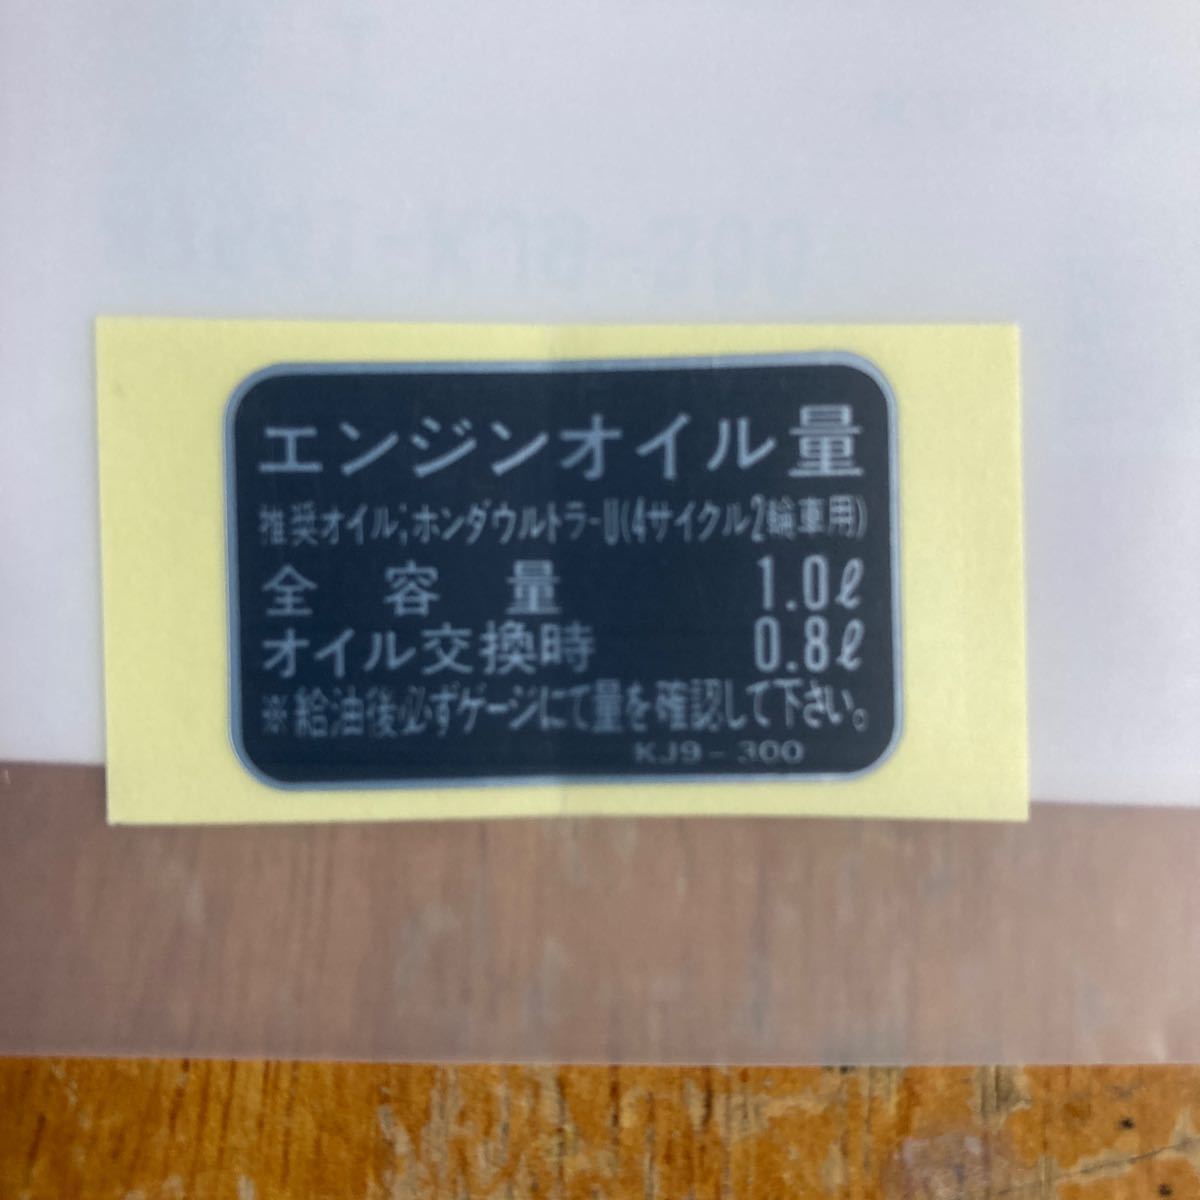 エンジンオイル量
推奨オイル;ホンダウルトラ-U(4サイクル2輪車用)
全容量 1.0ℓ
オイル交換時 0.8ℓ
※給油後必ずゲージにて量を確認して下さい。
KJ9-300